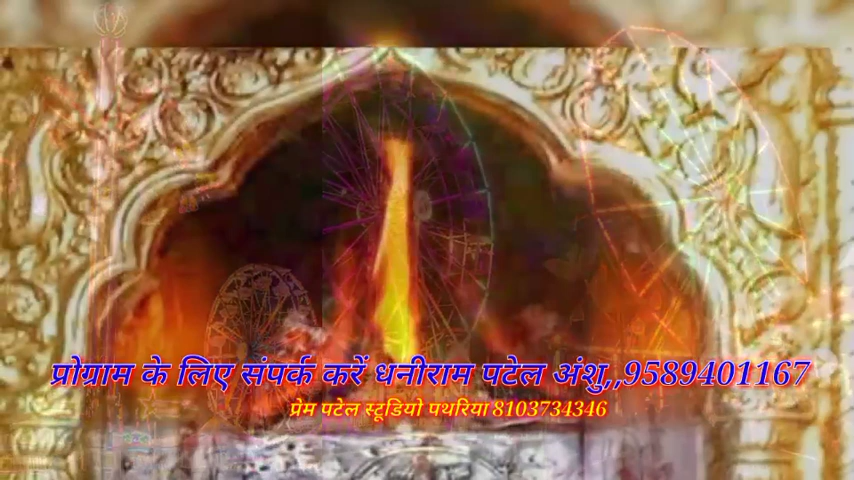 प्रोग्राम के लिए संपर्क करें धनीराम पटेल अंशु,,9589401167
प्रेम पटेल स्टूडियो पथरिया 8103734346